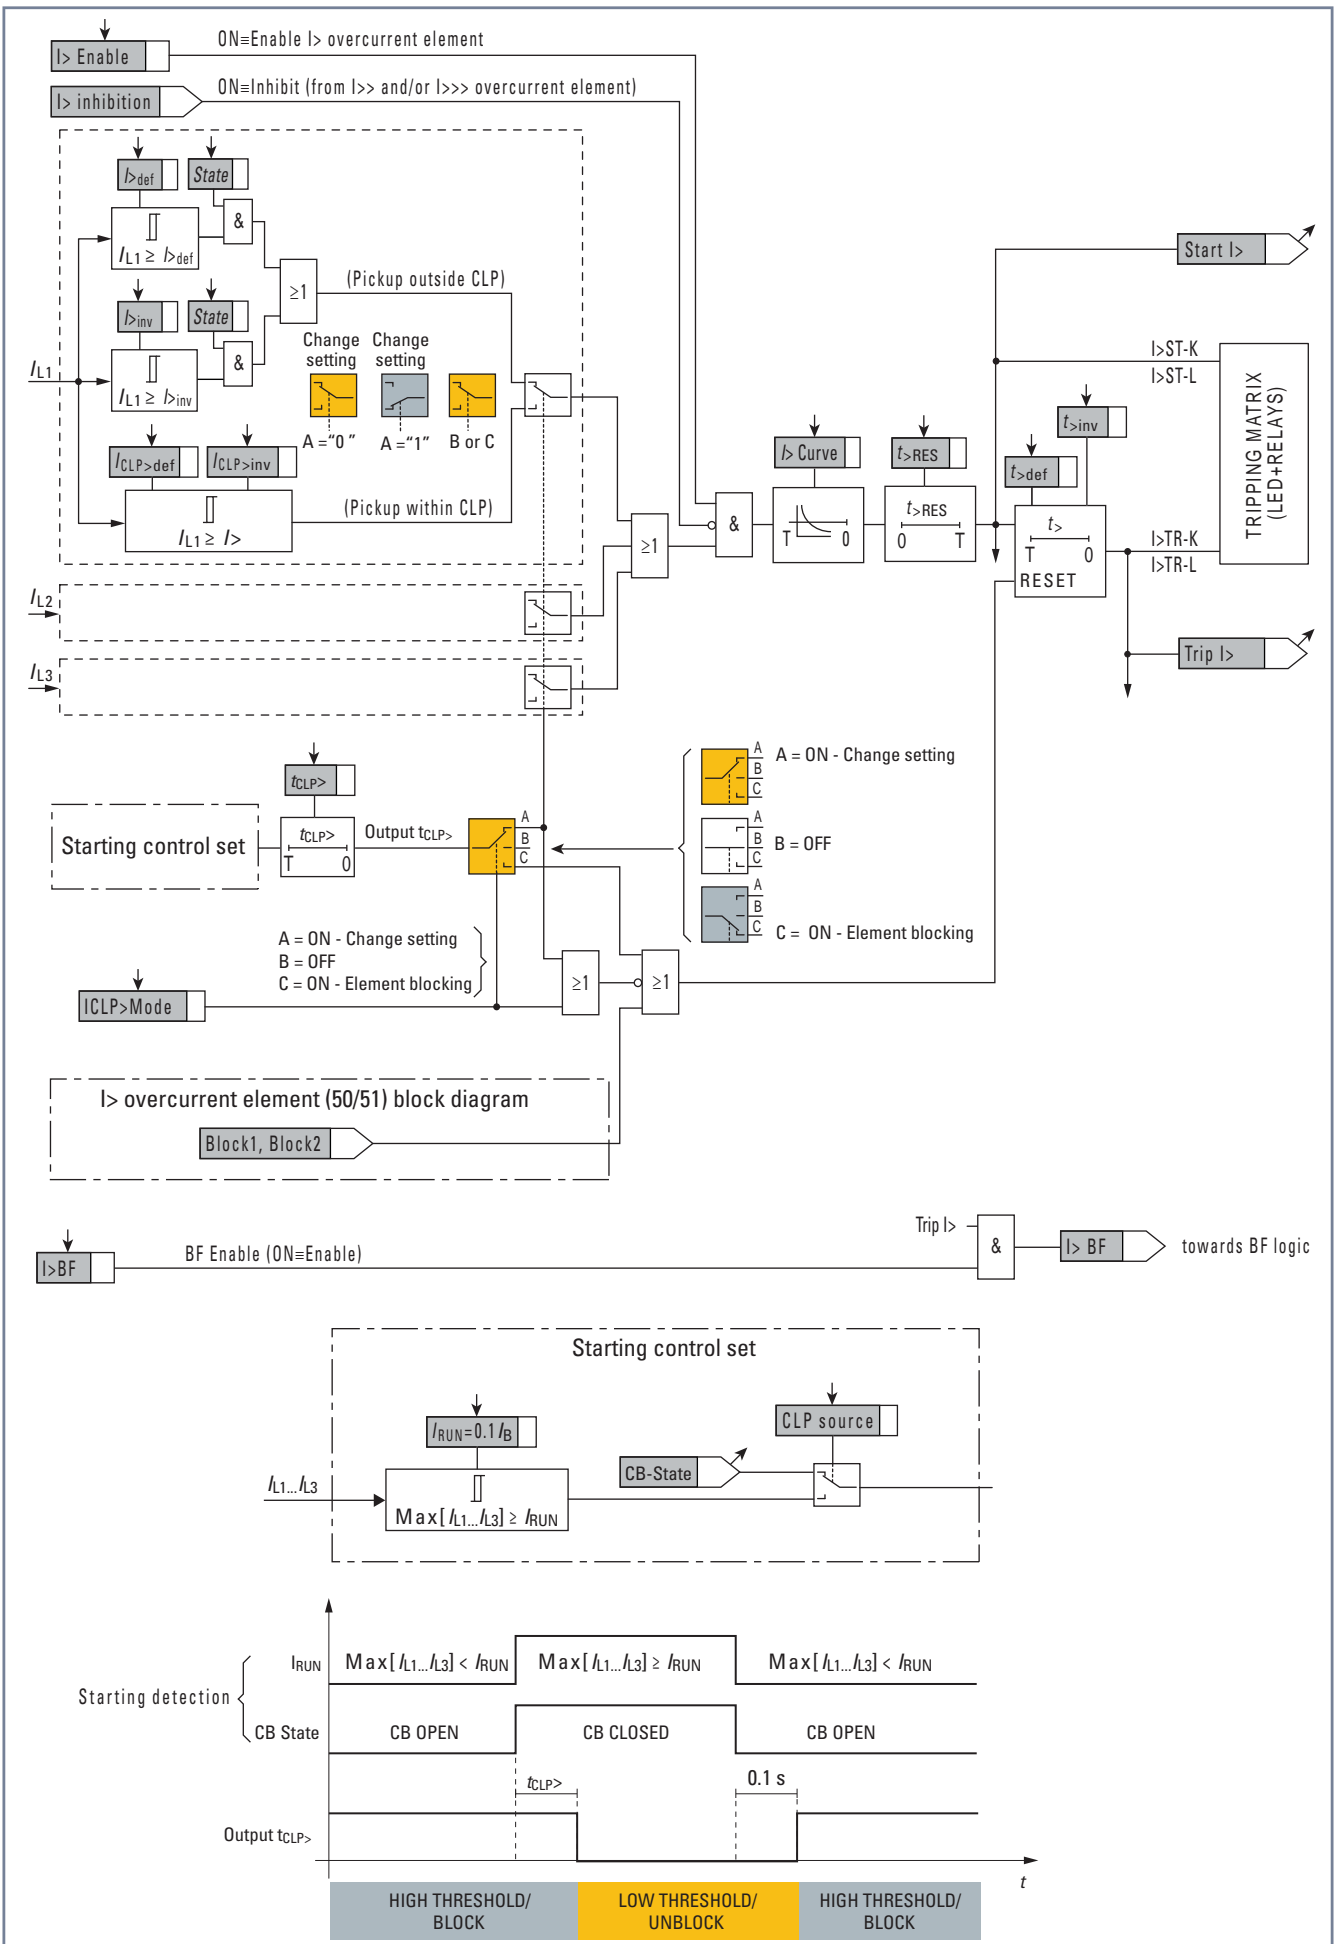 I> Enable
ON≡Enable I> overcurrent element
I> inhibition
ON≡Inhibit (from I>> and/or I>>> overcurrent element)
I>def
State
&
IL1 ≥ I>def
≥1
(Pickup outside CLP)
I>inv
State
&
IL1 ≥ I>inv
IL1
Change setting
Change setting
A ="0 "
A ="1"
B or C
ICLP>def
ICLP>inv
IL1 ≥ I>
(Pickup within CLP)
IL2
IL3
≥1
&
I> Curve
T 0
t>RES
t>RES
0 T
t>def
t>inv
t>
T 0
RESET
Start I>
I>ST-K
I>ST-L
I>TR-K
I>TR-L
TRIPPING MATRIX
(LED+RELAYS)
Trip I>
tCLP>
Starting control set
tCLP>
T 0
Output tCLP>
A
B
C
A
B
C
A = ON - Change setting
A
B
C
B = OFF
A
B
C
C = ON - Element blocking
A = ON - Change setting
B = OFF
C = ON - Element blocking
ICLP>Mode
≥1
≥1
I> overcurrent element (50/51) block diagram
Block1, Block2
I>BF
BF Enable (ON≡Enable)
Trip I>
&
I> BF
towards BF logic
Starting control set
IRUN=0.1 IB
CLP source
CB-State
IL1...IL3
Max[IL1...IL3] ≥ IRUN
Starting detection
IRUN
Max[IL1...IL3] < IRUN
Max[IL1...IL3] ≥ IRUN
Max[IL1...IL3] < IRUN
CB State
CB OPEN
CB CLOSED
CB OPEN
tCLP>
0.1 s
Output tCLP>
t
HIGH THRESHOLD/
BLOCK
LOW THRESHOLD/
UNBLOCK
HIGH THRESHOLD/
BLOCK